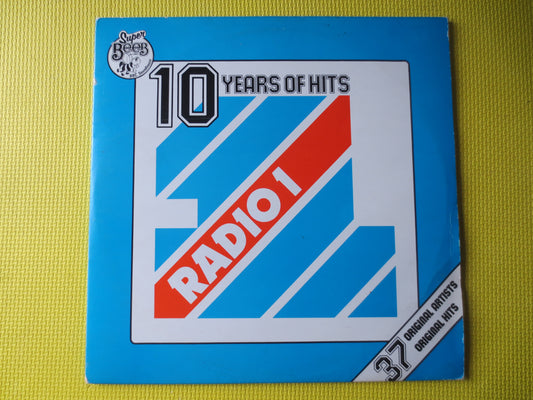 Super
BEEB
10 YEARS OF HITS
RADIO 1
37 ORIGINAL ARTISTS
ORIGINAL HITS